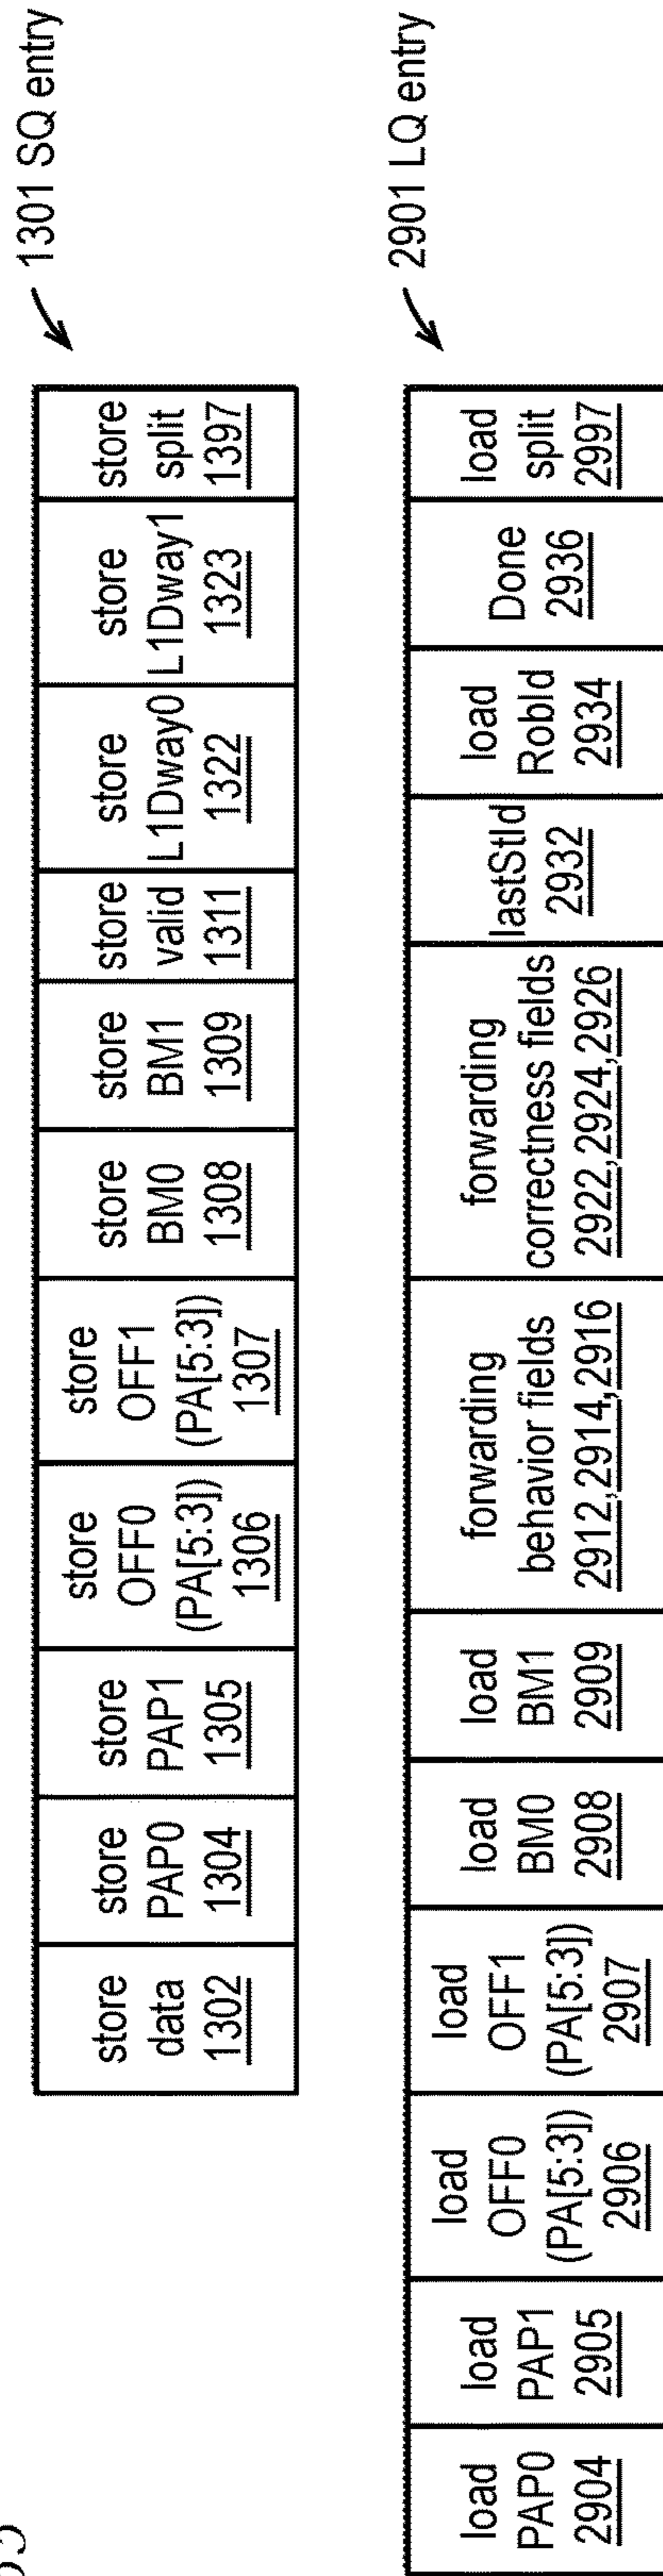 store
data
1302
store
PAP0
1304
store
PAP1
1305
store
OFF0
(PA[5:3])
1306
store
OFF1
(PA[5:3])
1307
store
BM0
1308
store
BM1
1309
store
valid
1311
store
L1Dway0
1322
store
L1Dway1
1323
store
split
1397
1301 SQ entry
load
PAP0
2904
load
PAP1
2905
load
OFF0
(PA[5:3])
2906
load
OFF1
(PA[5:3])
2907
load
BM0
2908
load
BM1
2909
forwarding
behavior fields
2912,2914,2916
forwarding
correctness fields
2922,2924,2926
lastStId
2932
load
RobId
2934
Done
2936
load
split
2997
2901 LQ entry